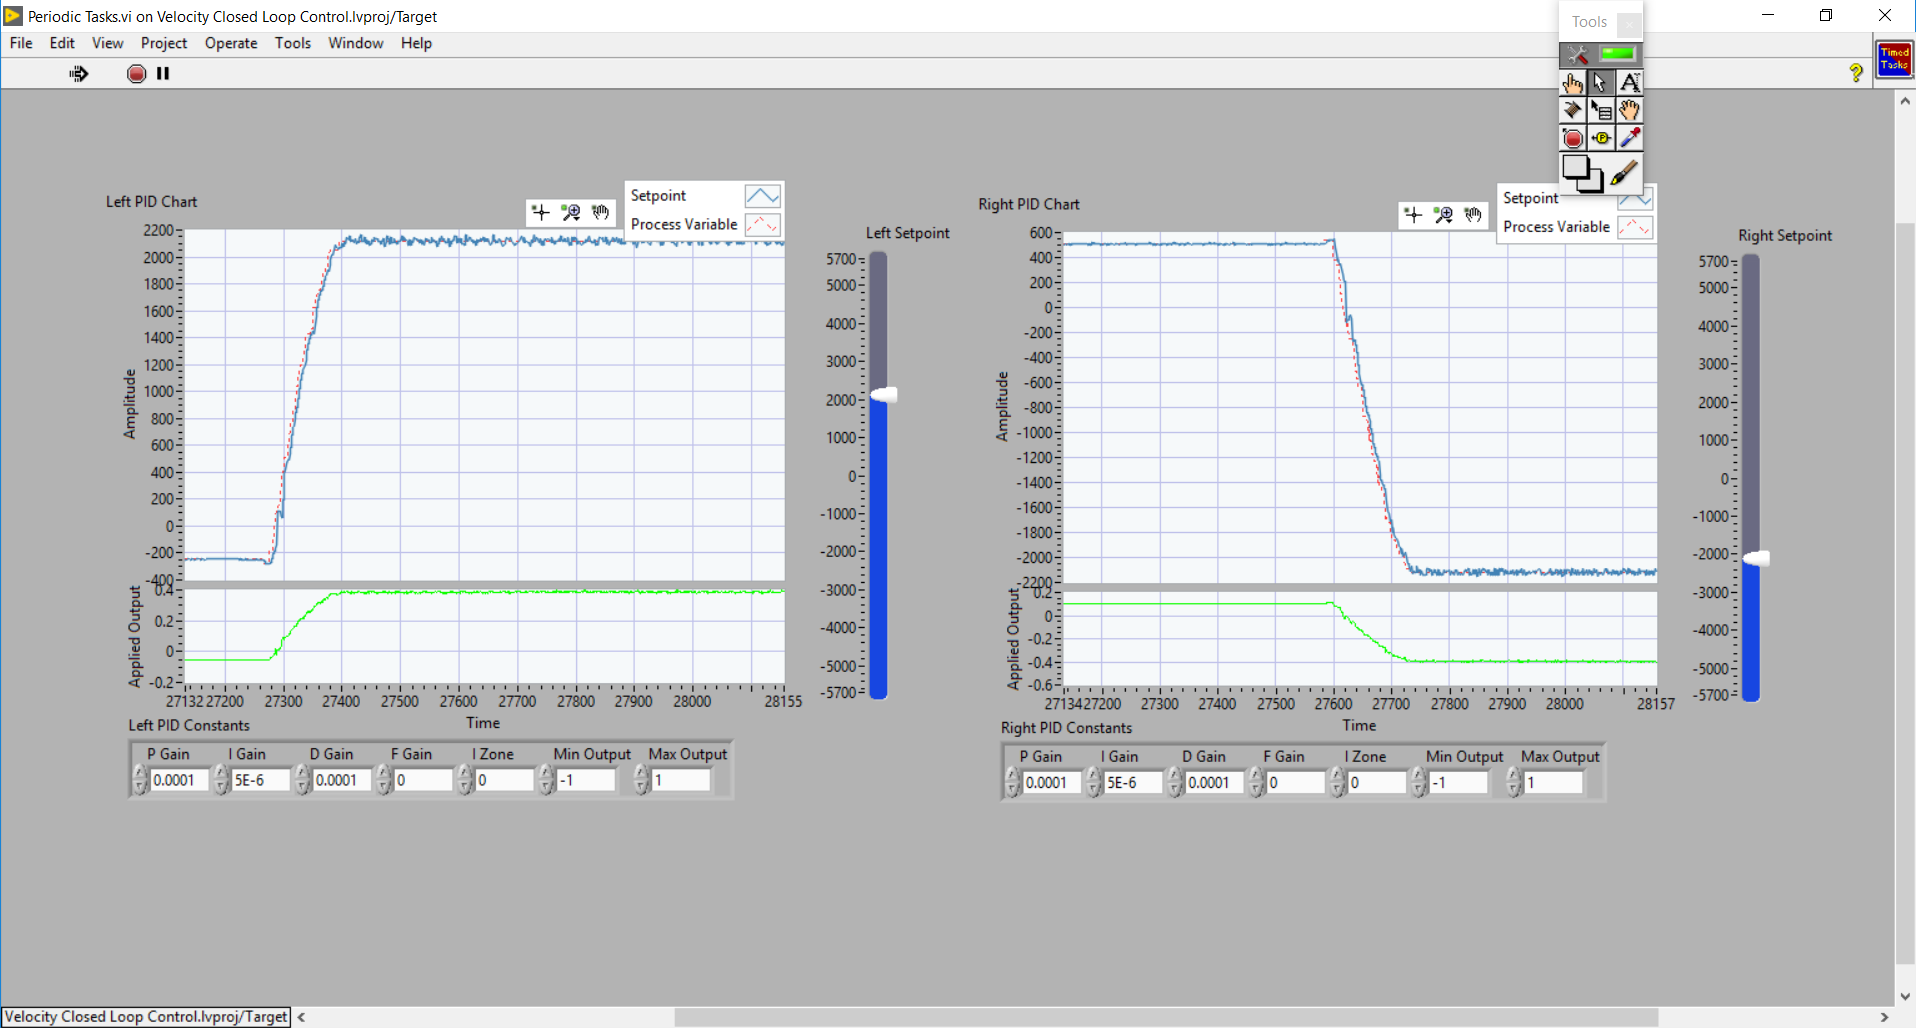 Periodic Tasks.vi on Velocity Closed Loop Control.lvproj/Target
File Edit View Project Operate Tools Window Help
Tools
Timed
Tasks
Left PID Chart
Setpoint
Process Variable
Amplitude
2200
2000
1800
1600
1400
1200
1000
800
600
400
200
0
-200
-400
Applied Output
0.4
0.2
0
-0.2
27132 27200 27300 27400 27500 27600 27700 27800 27900 28000 28155
Time
Left Setpoint
5700
5000
4000
3000
2000
1000
0
-1000
-2000
-3000
-4000
-5000
-5700
Left PID Constants
P Gain I Gain D Gain F Gain I Zone Min Output Max Output
0.0001 5E-6 0.0001 0 0 -1 1
Right PID Chart
Setpoint
Process Variable
Amplitude
600
400
200
0
-200
-400
-600
-800
-1000
-1200
-1400
-1600
-1800
-2000
-2200
Applied Output
0.2
0
-0.2
-0.4
-0.6
27134 27200 27300 27400 27500 27600 27700 27800 27900 28000 28157
Time
Right Setpoint
5700
5000
4000
3000
2000
1000
0
-1000
-2000
-3000
-4000
-5000
-5700
Right PID Constants
P Gain I Gain D Gain F Gain I Zone Min Output Max Output
0.0001 5E-6 0.0001 0 0 -1 1
Velocity Closed Loop Control.lvproj/Target